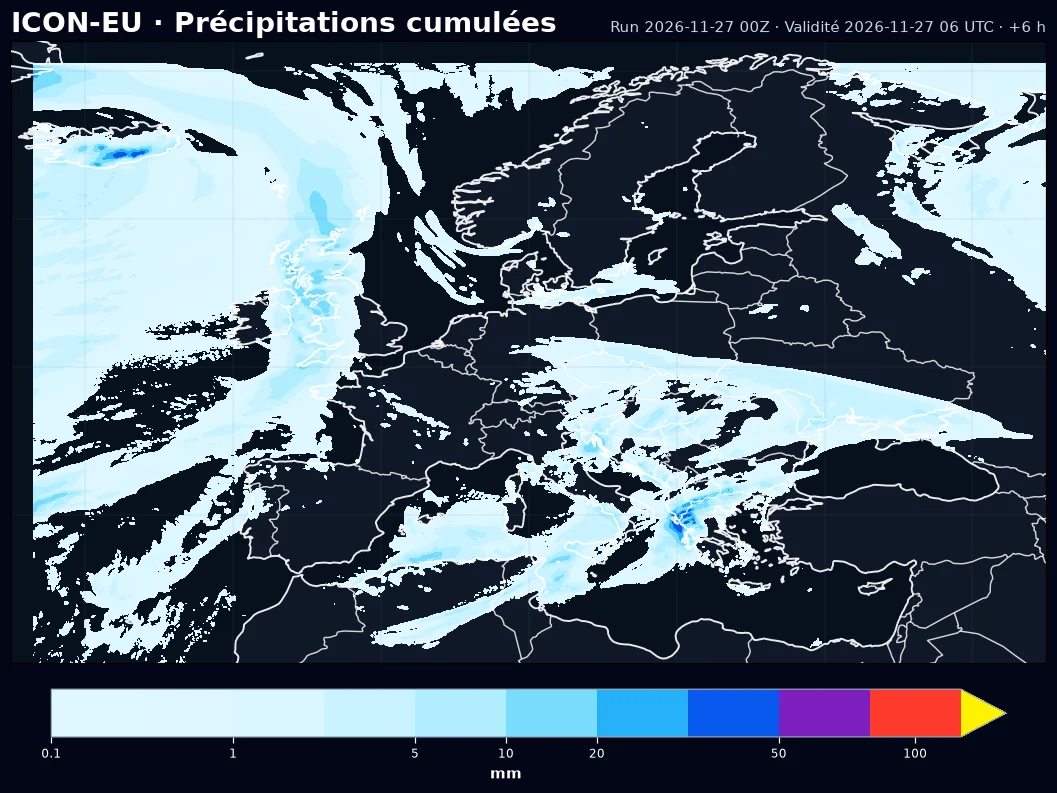 ICON-EU · Précipitations cumulées
Run 2026-11-27 00Z · Validité 2026-11-27 06 UTC · +6 h
0.1 1 5 10 20 50 100
mm